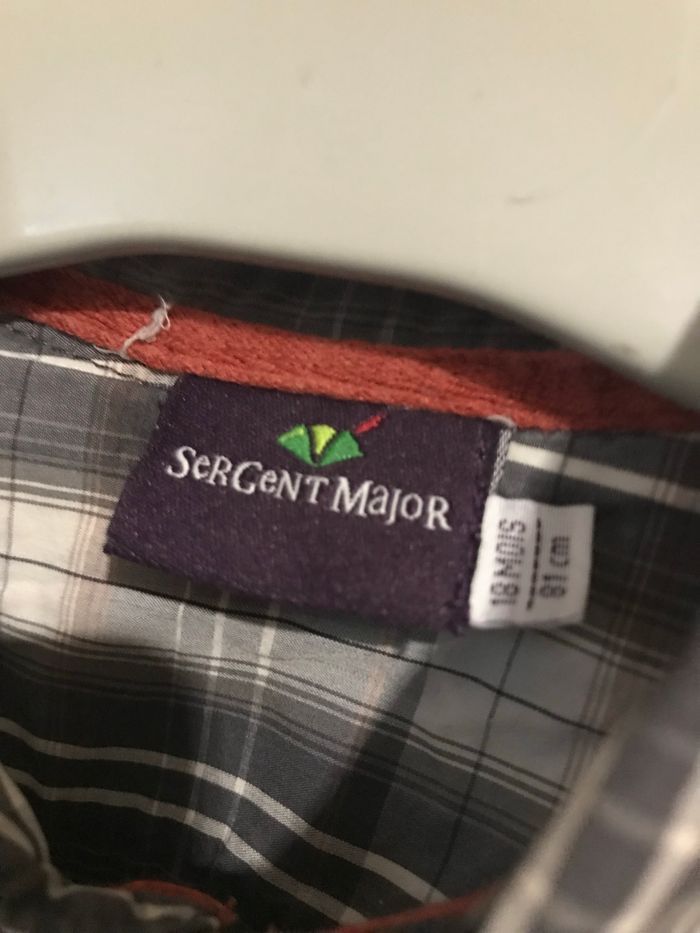 SeRGeNT MajoR
18 MOIS
81 cm